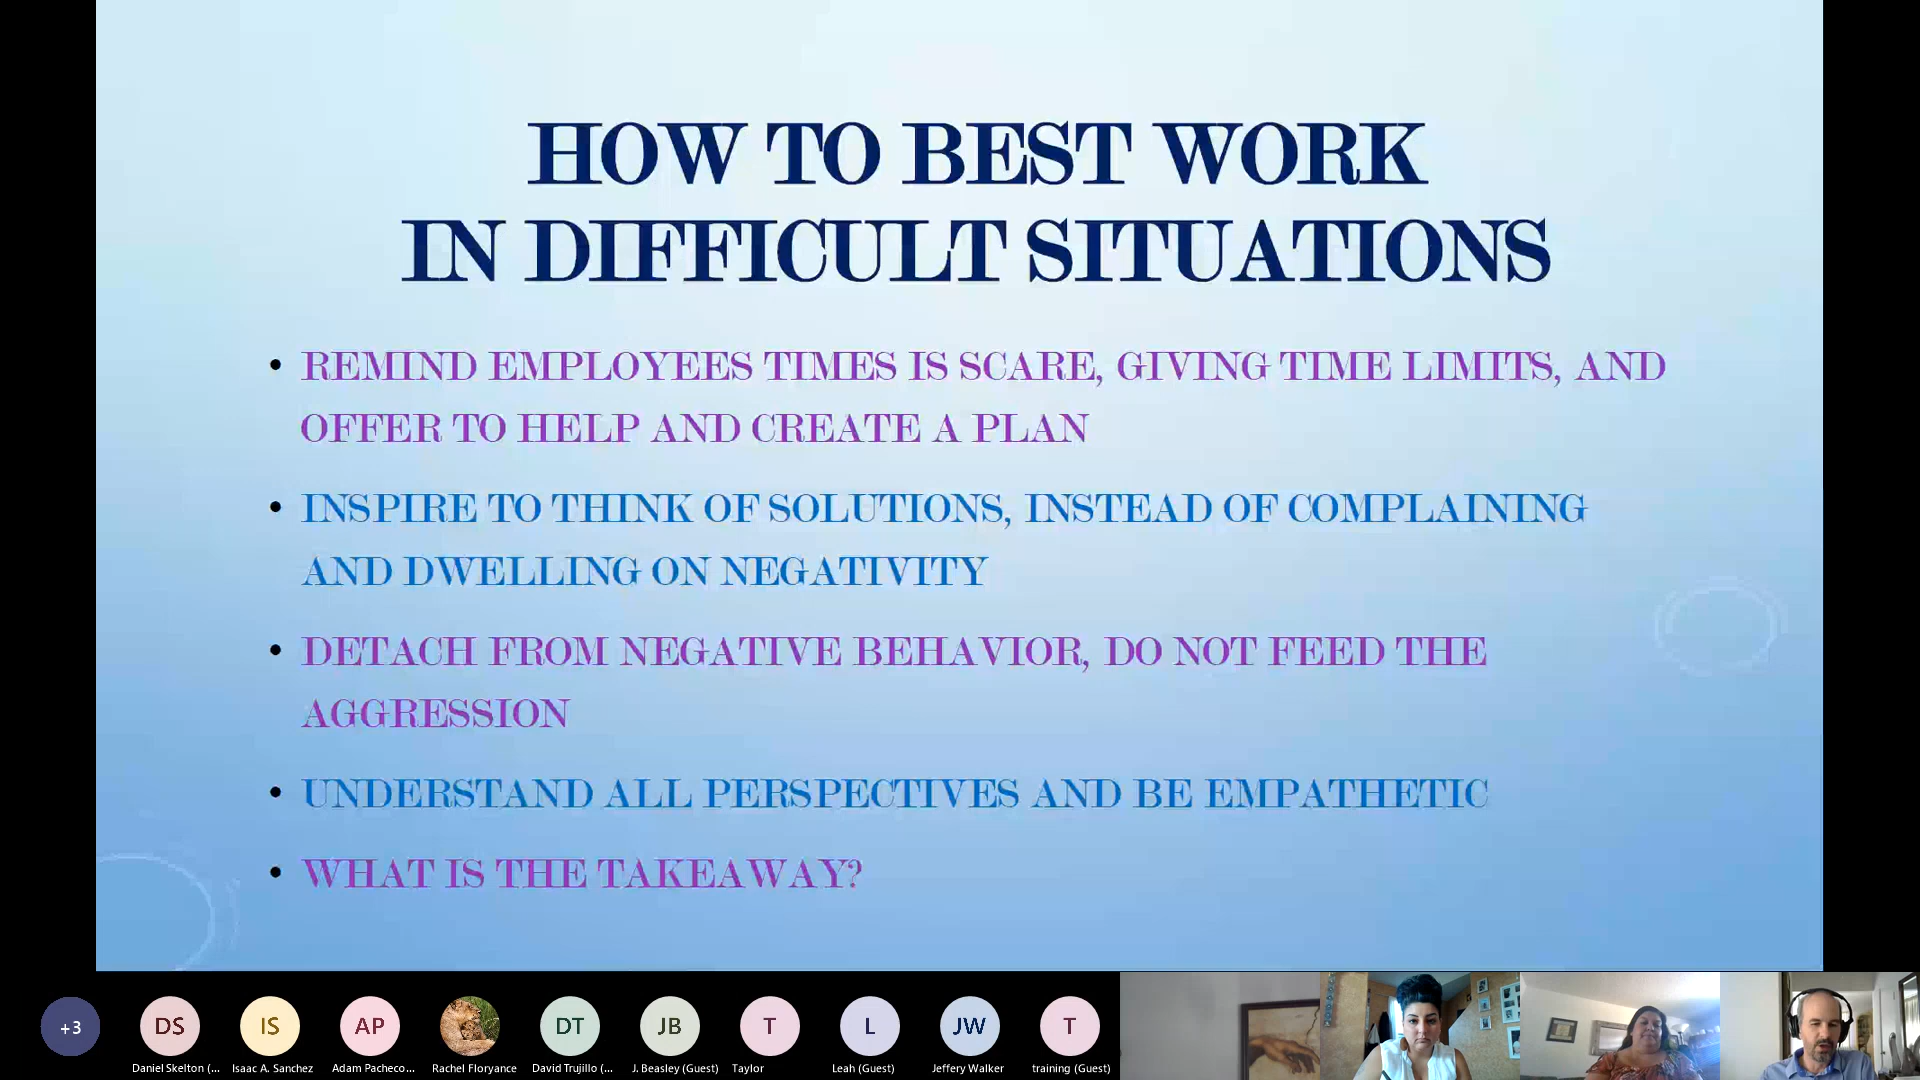 HOW TO BEST WORK
IN DIFFICULT SITUATIONS
• REMIND EMPLOYEES TIMES IS SCARE, GIVING TIME LIMITS, AND
OFFER TO HELP AND CREATE A PLAN
• INSPIRE TO THINK OF SOLUTIONS, INSTEAD OF COMPLAINING
AND DWELLING ON NEGATIVITY
• DETACH FROM NEGATIVE BEHAVIOR, DO NOT FEED THE
AGGRESSION
• UNDERSTAND ALL PERSPECTIVES AND BE EMPATHETIC
• WHAT IS THE TAKEAWAY?
+3 DS IS AP DT JB T L JW T
Daniel Skelton (... Isaac A. Sanchez Adam Pacheco... Rachel Floryance David Trujillo (... J. Beasley (Guest) Taylor Leah (Guest) Jeffery Walker training (Guest)